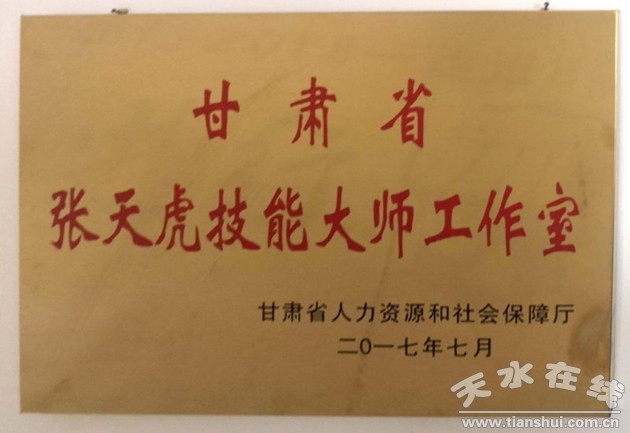 甘肃省
张天虎技能大师工作室
甘肃省人力资源和社会保障厅
二〇一七年七月
天水在线
www.tianshui.com.cn